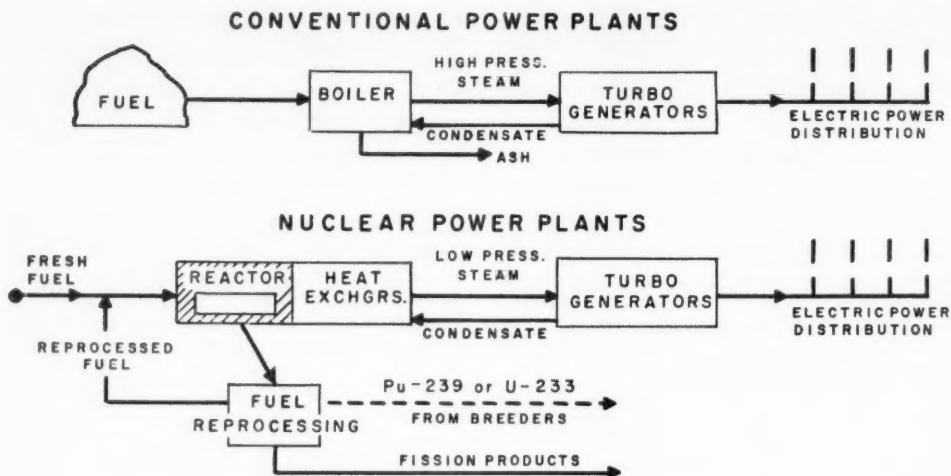 CONVENTIONAL POWER PLANTS
FUEL
BOILER
HIGH PRESS.
STEAM
CONDENSATE
ASH
TURBO
GENERATORS
ELECTRIC POWER
DISTRIBUTION
NUCLEAR POWER PLANTS
FRESH
FUEL
REACTOR
HEAT
EXCHGRS.
LOW PRESS.
STEAM
CONDENSATE
TURBO
GENERATORS
ELECTRIC POWER
DISTRIBUTION
REPROCESSED
FUEL
FUEL
REPROCESSING
Pu-239 or U-233
FROM BREEDERS
FISSION PRODUCTS